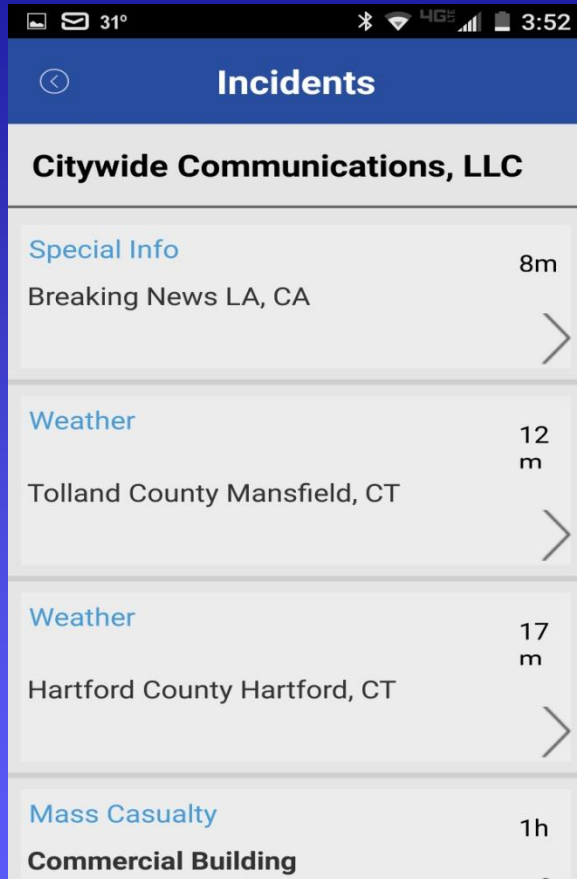 31° 4G 3:52
Incidents
Citywide Communications, LLC
Special Info
8m
Breaking News LA, CA
Weather
12
m
Tolland County Mansfield, CT
Weather
17
m
Hartford County Hartford, CT
Mass Casualty
1h
Commercial Building